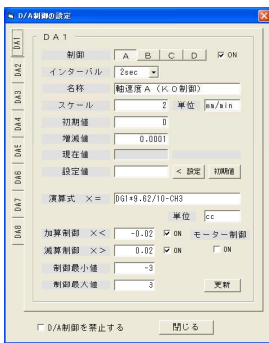 D/A制御の設定
DA1
DA2
DA3
DA4
DA5
DA6
DA7
DA8
DA1
制御 A B C D ON
インターバル 2sec
名称 軸速度A(K0制御)
スケール 2 単位 mm/min
初期値 0
増減値 0.0001
現在値
設定値 < 設定 初期値
演算式 X= DG1*9.62/10-CH3
単位 cc
加算制御 X< -0.02 ON モーター制御
減算制御 X> 0.02 ON ON
制御最小値 -3
制御最大値 3 更新
D/A制御を禁止する 閉じる